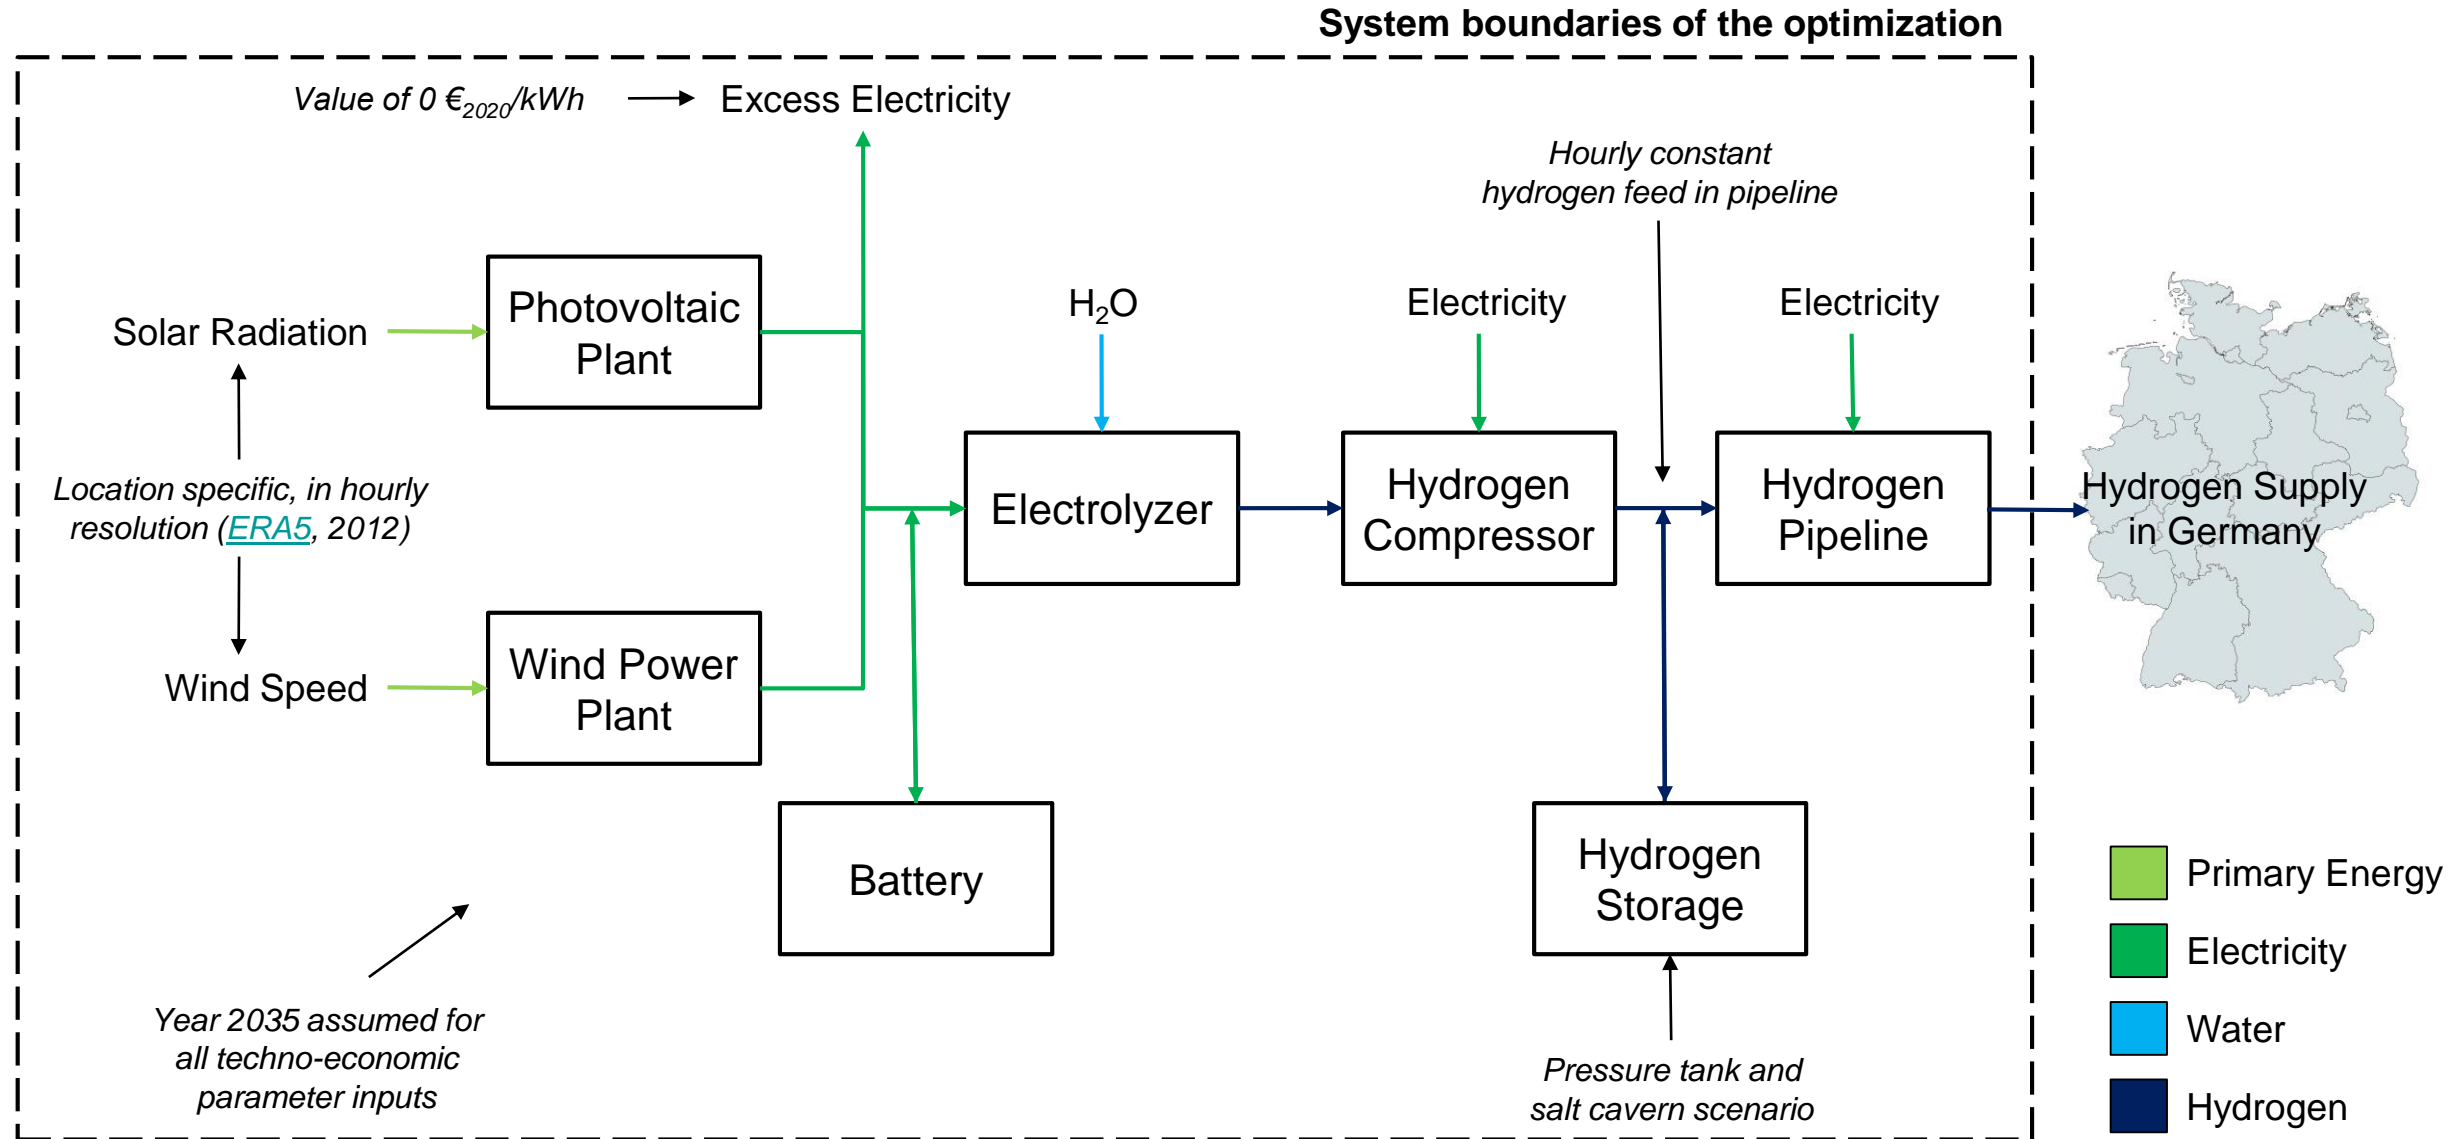 System boundaries of the optimization
Value of 0 €2020/kWh
Excess Electricity
Hourly constant
hydrogen feed in pipeline
Solar Radiation
Photovoltaic
Plant
H2O
Electricity
Electricity
Location specific, in hourly
resolution (ERA5, 2012)
Electrolyzer
Hydrogen
Compressor
Hydrogen
Pipeline
Hydrogen Supply
in Germany
Wind Speed
Wind Power
Plant
Battery
Hydrogen
Storage
Year 2035 assumed for
all techno-economic
parameter inputs
Pressure tank and
salt cavern scenario
Primary Energy
Electricity
Water
Hydrogen